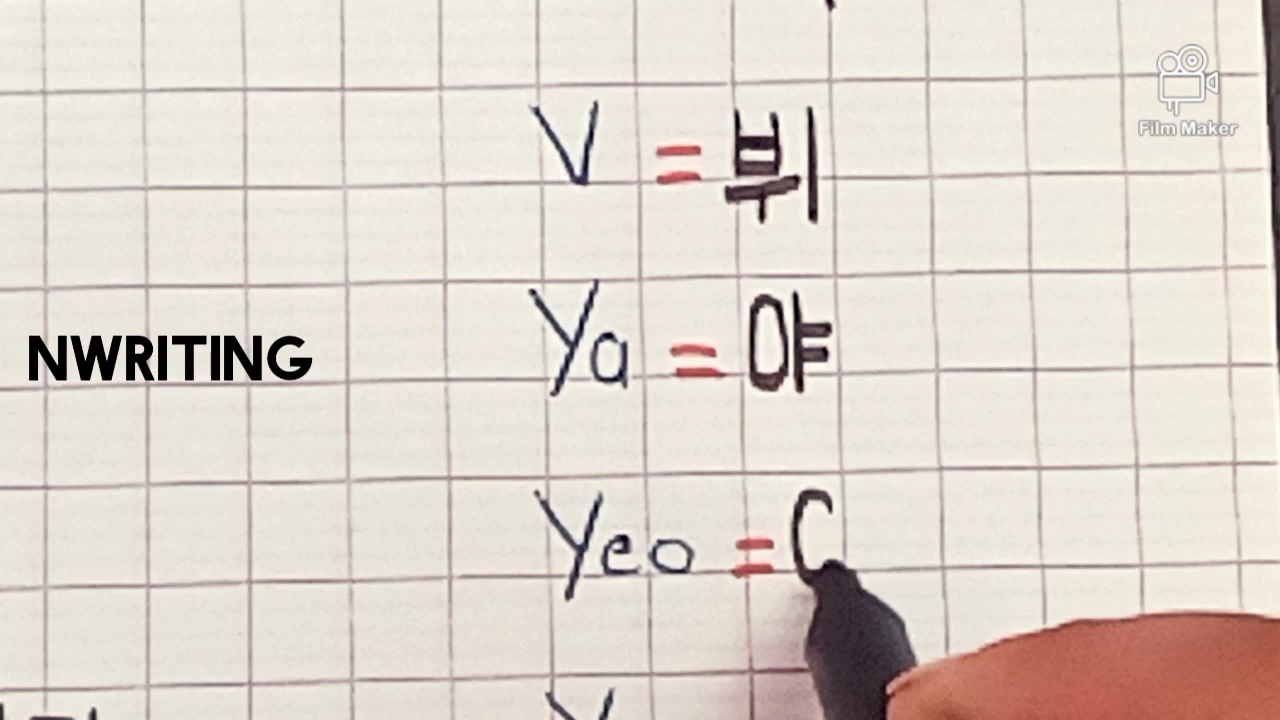 Film Maker
V = 뷔
Ya = 야
NWRITING
Yeo =
Y